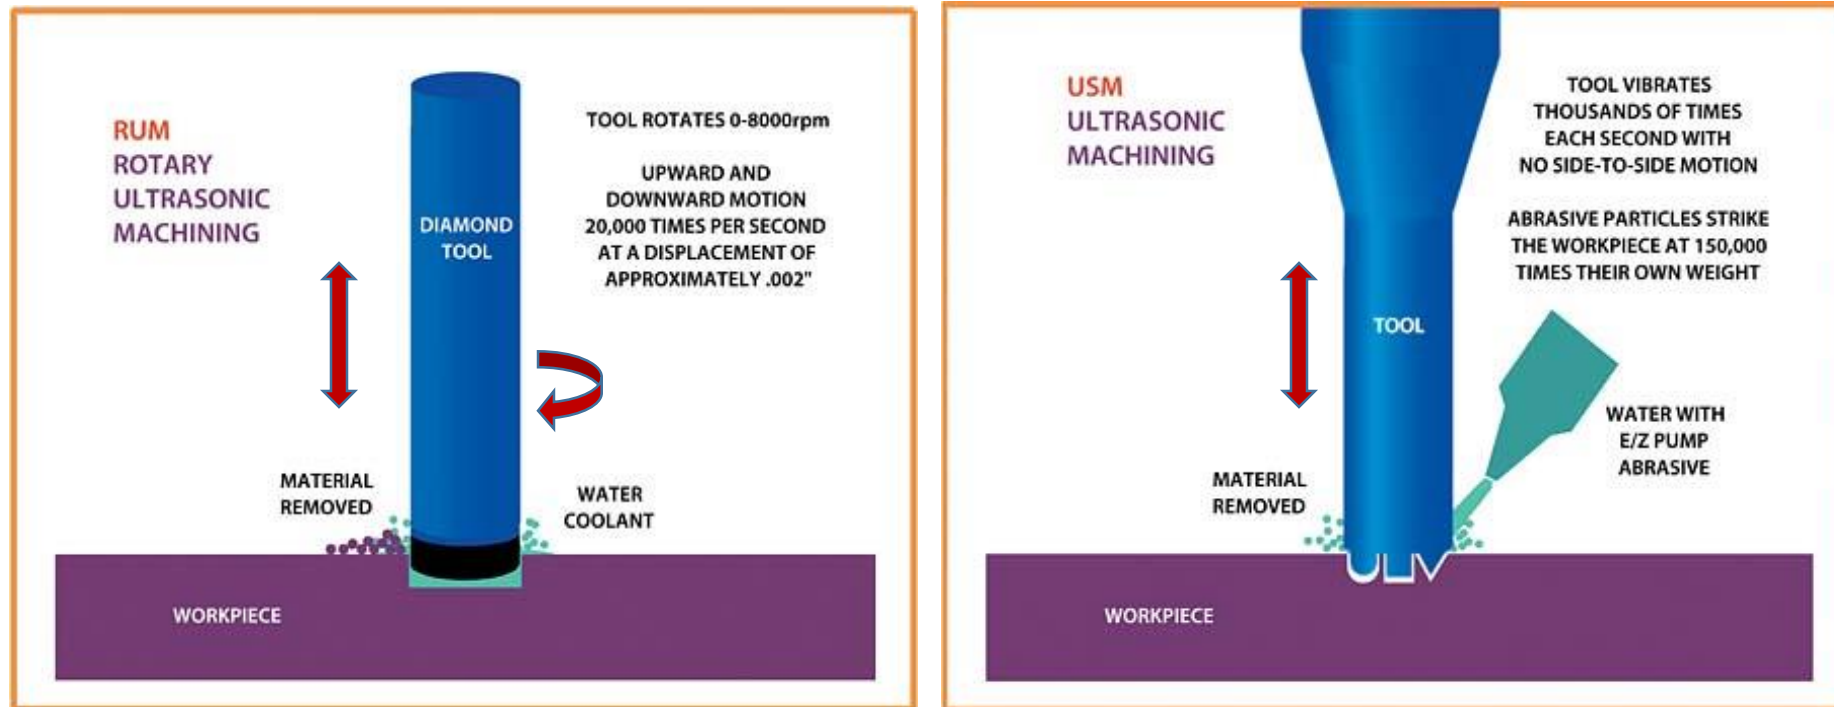 RUM
ROTARY
ULTRASONIC
MACHINING
DIAMOND
TOOL
TOOL ROTATES 0-8000rpm
UPWARD AND
DOWNWARD MOTION
20,000 TIMES PER SECOND
AT A DISPLACEMENT OF
APPROXIMATELY .002"
MATERIAL
REMOVED
WATER
COOLANT
WORKPIECE
USM
ULTRASONIC
MACHINING
TOOL VIBRATES
THOUSANDS OF TIMES
EACH SECOND WITH
NO SIDE-TO-SIDE MOTION
ABRASIVE PARTICLES STRIKE
THE WORKPIECE AT 150,000
TIMES THEIR OWN WEIGHT
TOOL
WATER WITH
E/Z PUMP
ABRASIVE
MATERIAL
REMOVED
WORKPIECE